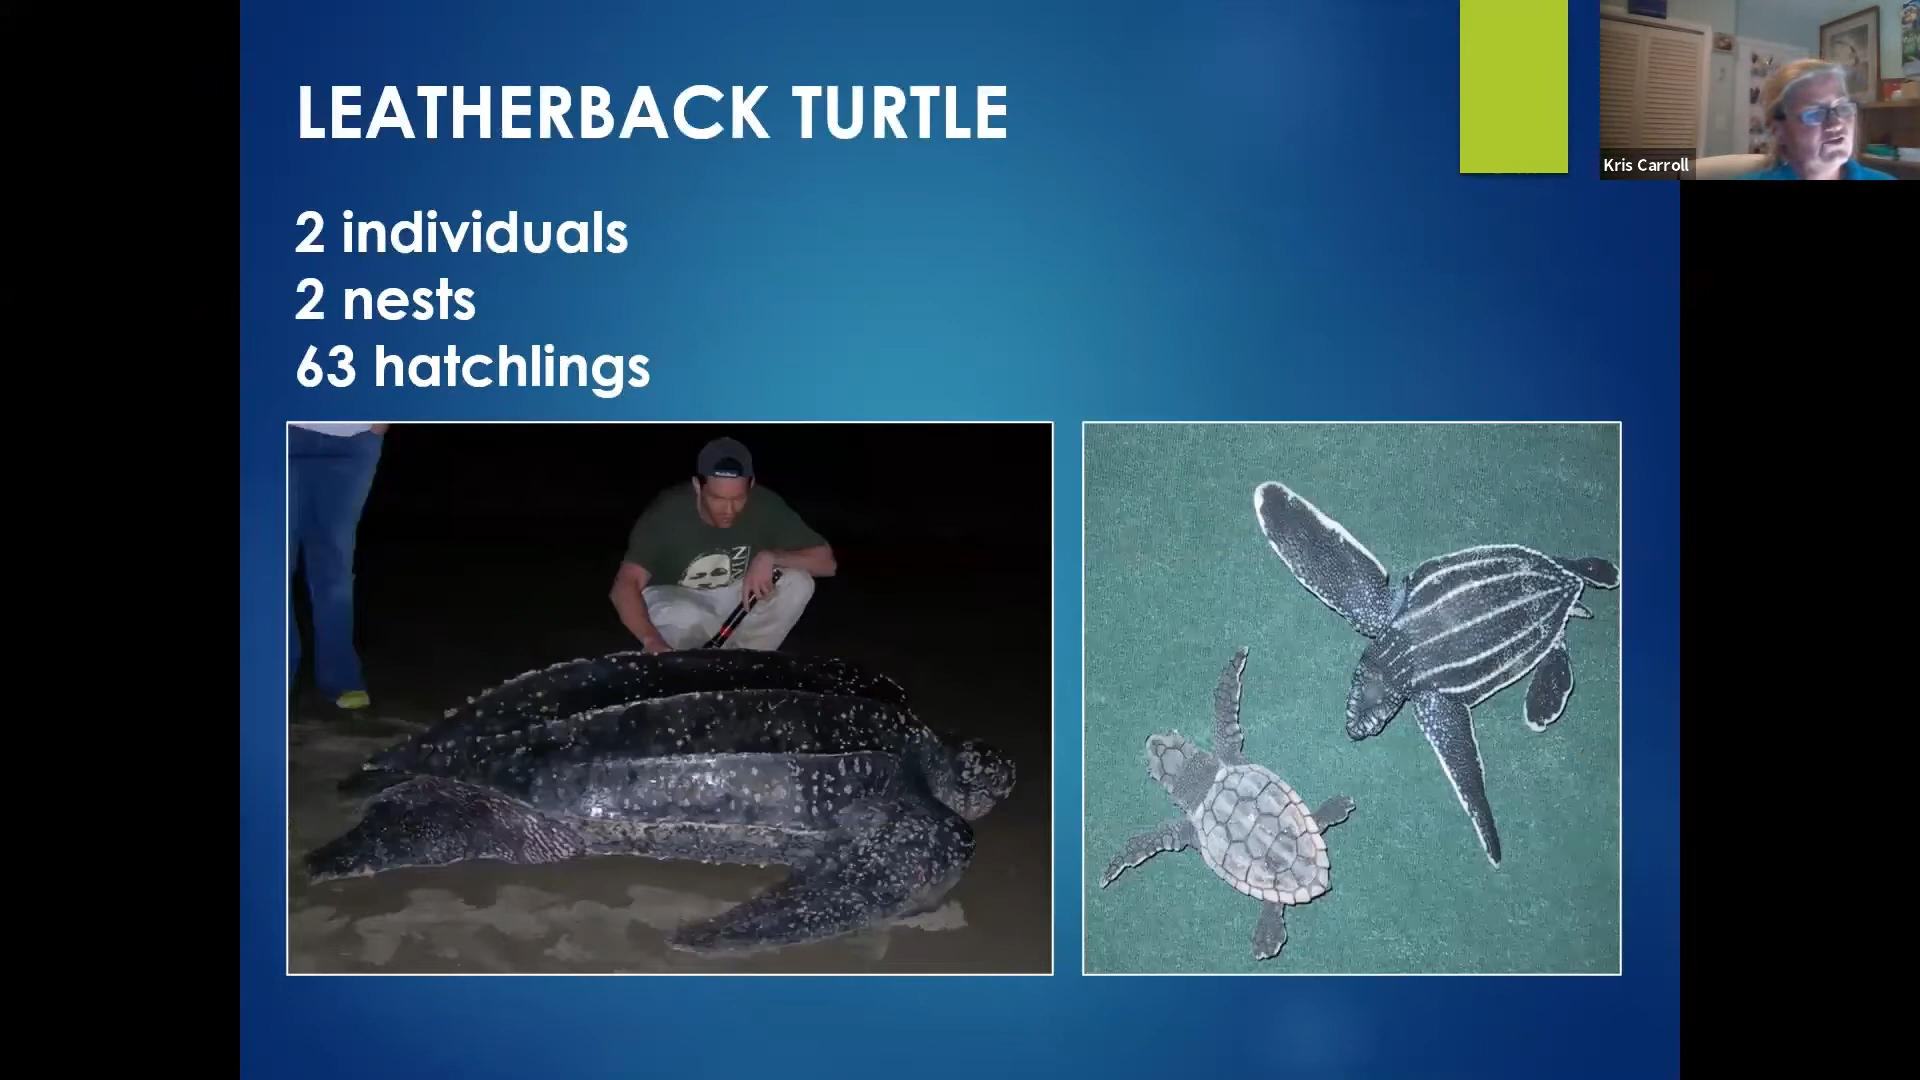 LEATHERBACK TURTLE
2 individuals
2 nests
63 hatchlings
Kris Carroll